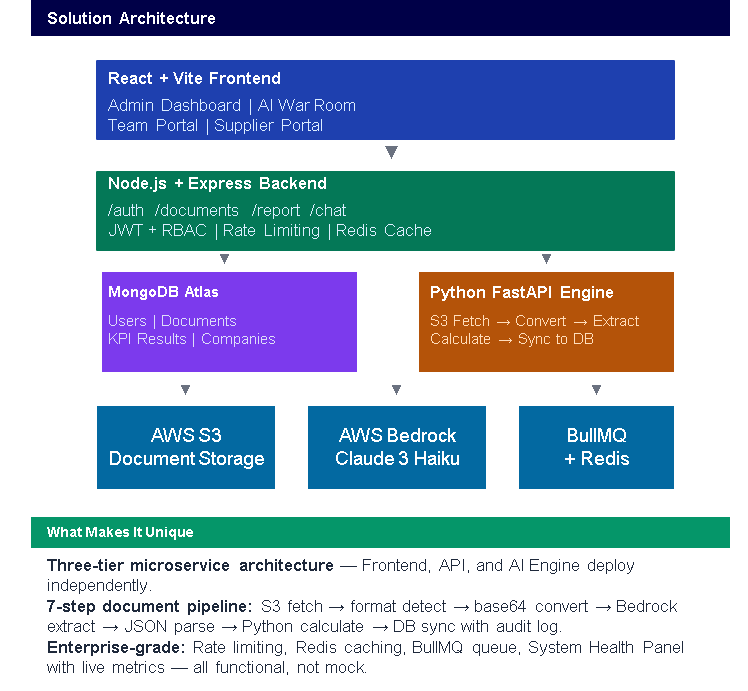 Solution Architecture
React + Vite Frontend
Admin Dashboard | AI War Room
Team Portal | Supplier Portal
Node.js + Express Backend
/auth /documents /report /chat
JWT + RBAC | Rate Limiting | Redis Cache
MongoDB Atlas
Users | Documents
KPI Results | Companies
Python FastAPI Engine
S3 Fetch → Convert → Extract
Calculate → Sync to DB
AWS S3
Document Storage
AWS Bedrock
Claude 3 Haiku
BullMQ
+ Redis
What Makes It Unique
Three-tier microservice architecture — Frontend, API, and AI Engine deploy
independently.
7-step document pipeline: S3 fetch → format detect → base64 convert → Bedrock
extract → JSON parse → Python calculate → DB sync with audit log.
Enterprise-grade: Rate limiting, Redis caching, BullMQ queue, System Health Panel
with live metrics — all functional, not mock.